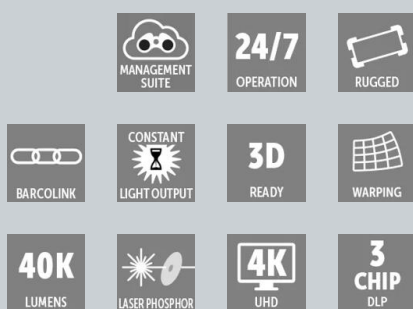 MANAGEMENT
SUITE
24/7
OPERATION
RUGGED
BARCOLINK
CONSTANT
LIGHT OUTPUT
3D
READY
WARPING
40K
LUMENS
LASER PHOSPHOR
4K
UHD
3
CHIP
DLP